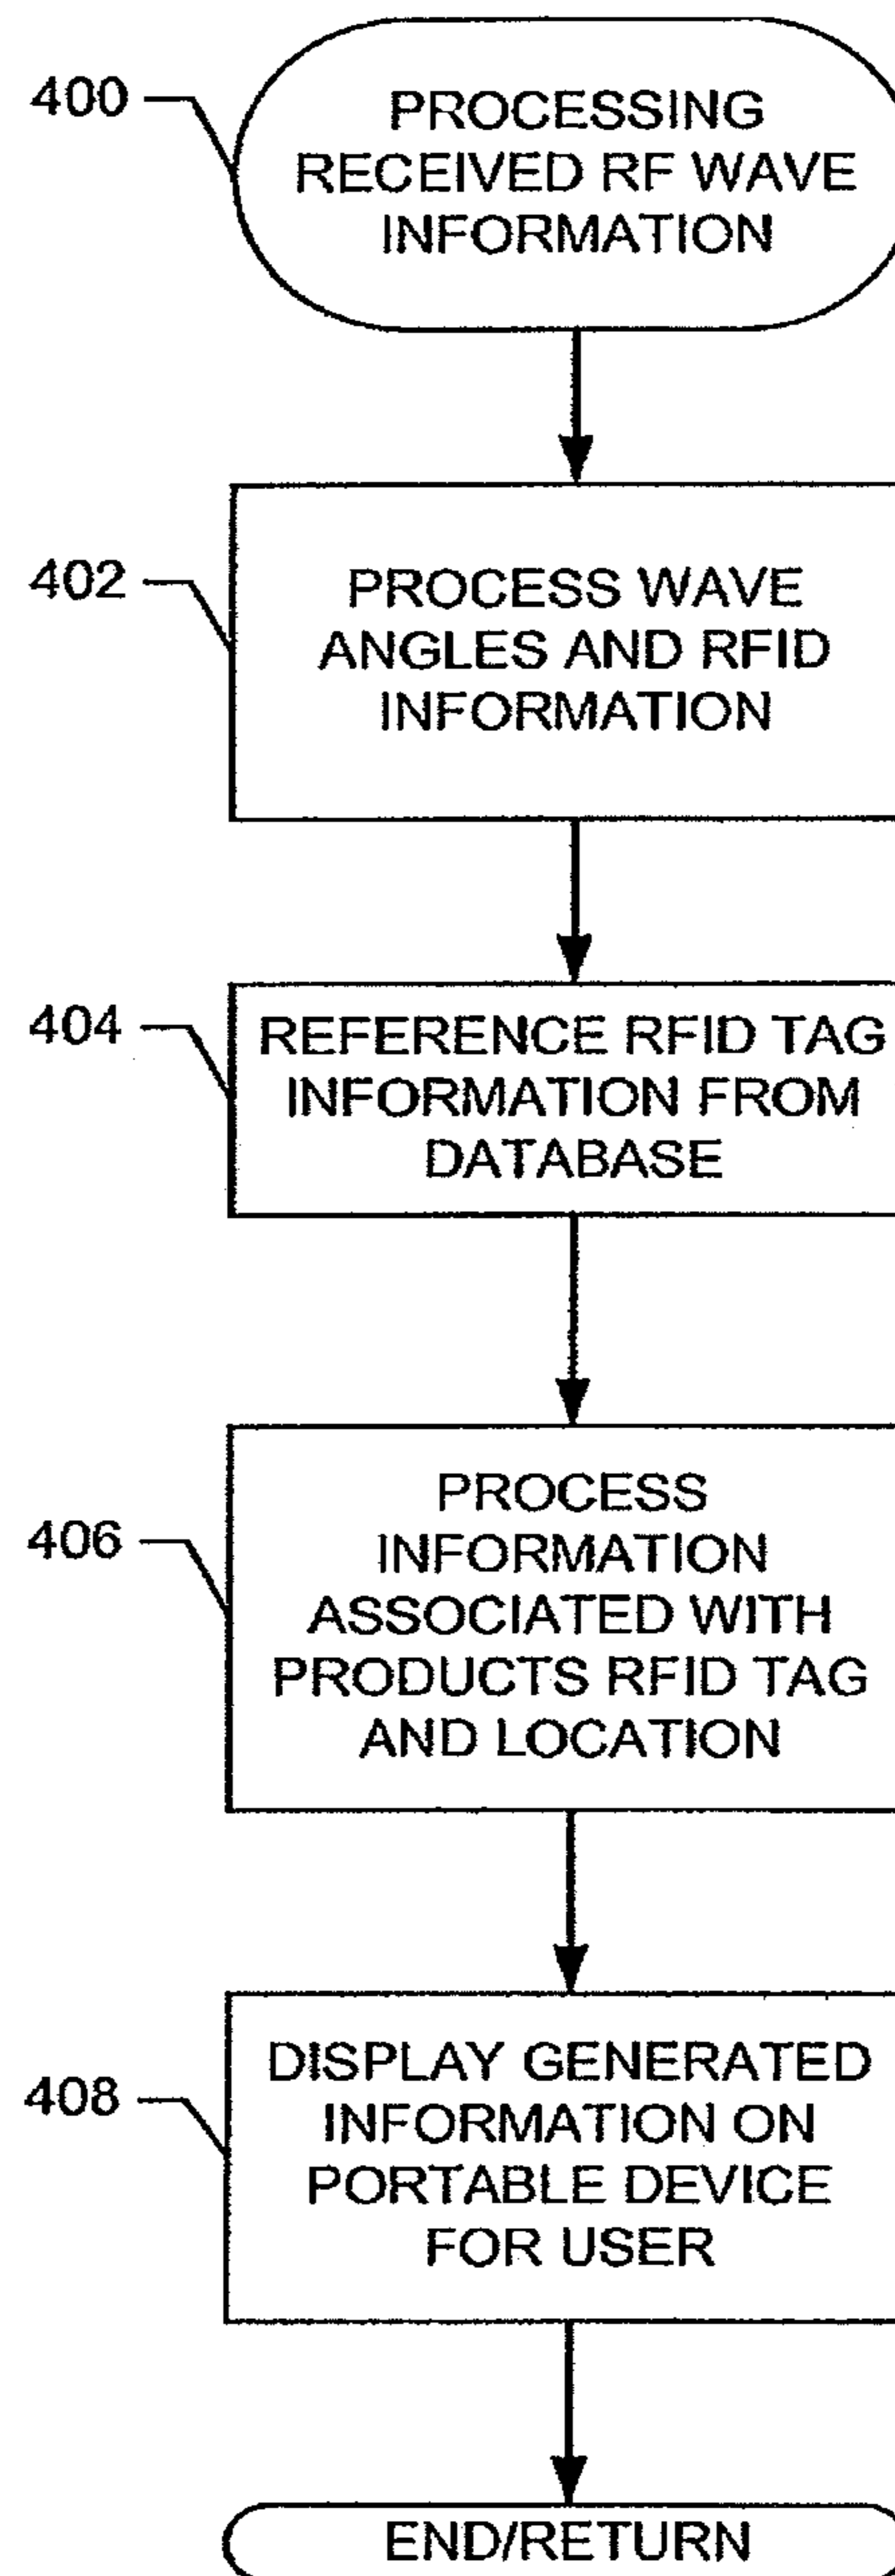 400
PROCESSING
RECEIVED RF WAVE
INFORMATION
402
PROCESS WAVE
ANGLES AND RFID
INFORMATION
404
REFERENCE RFID TAG
INFORMATION FROM
DATABASE
406
PROCESS
INFORMATION
ASSOCIATED WITH
PRODUCTS RFID TAG
AND LOCATION
408
DISPLAY GENERATED
INFORMATION ON
PORTABLE DEVICE
FOR USER
END/RETURN